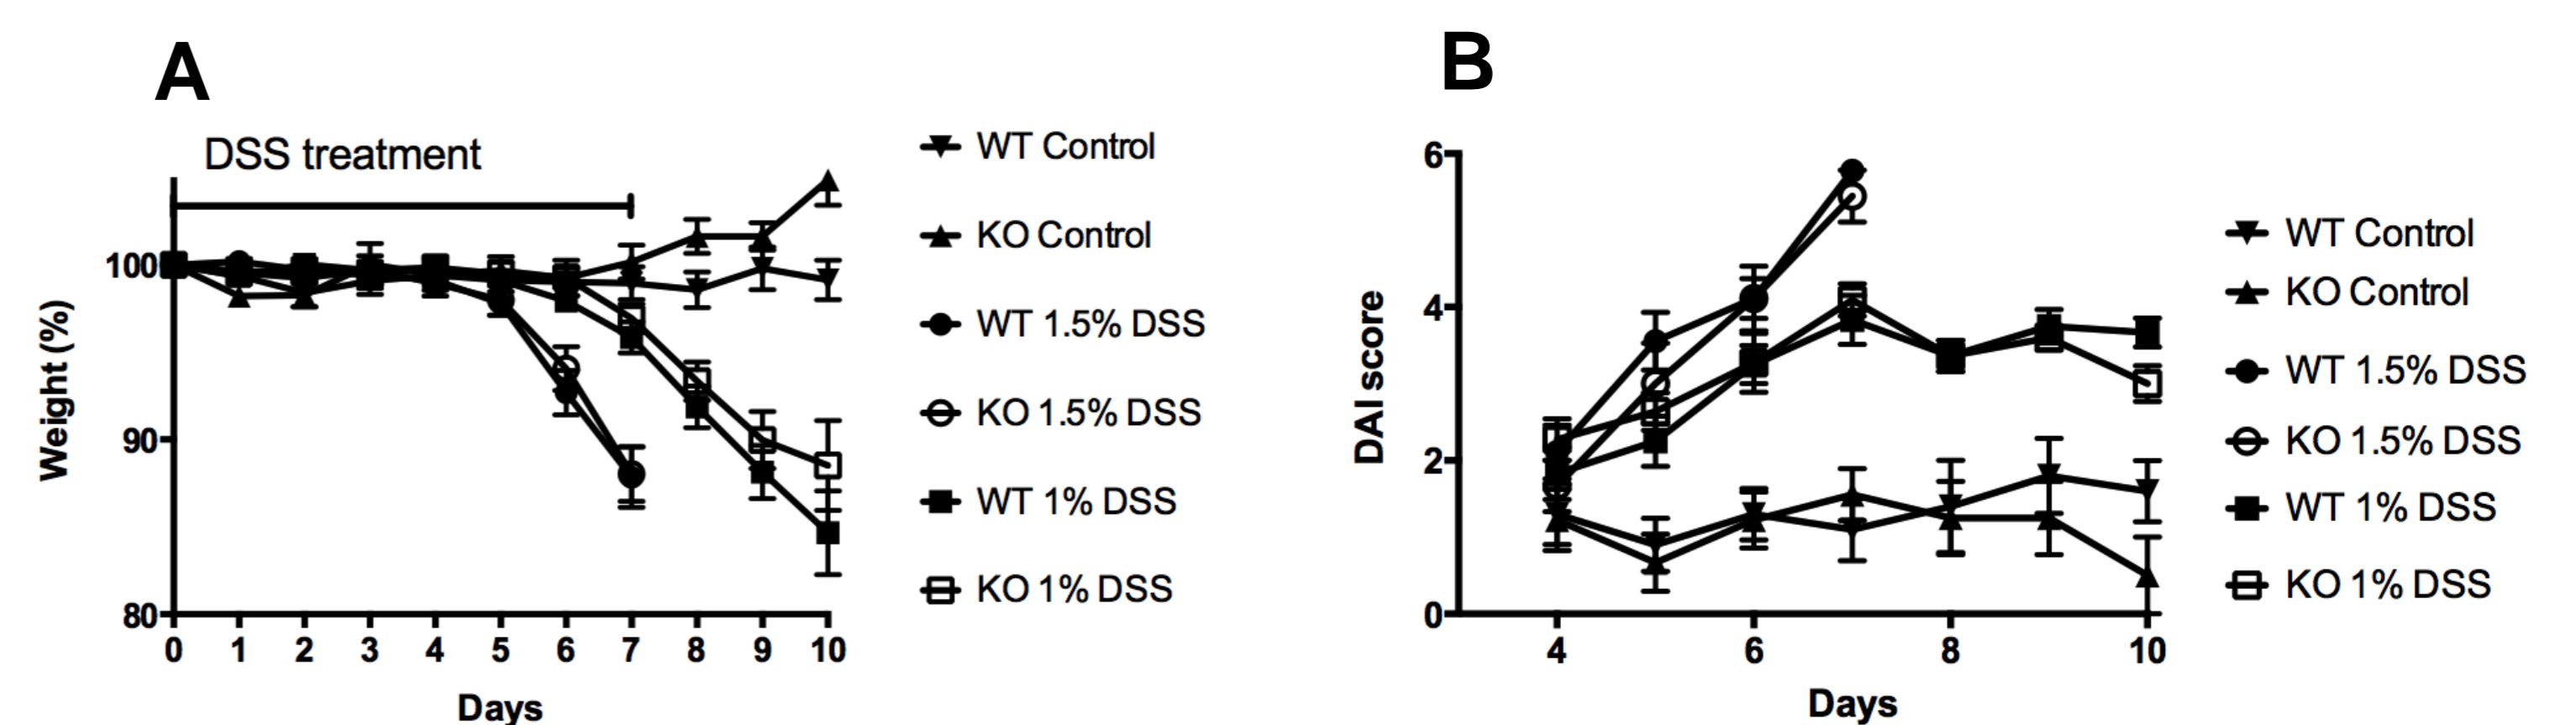 A
DSS treatment
Weight (%)
100
90
80
0 1 2 3 4 5 6 7 8 9 10
Days
WT Control
KO Control
WT 1.5% DSS
KO 1.5% DSS
WT 1% DSS
KO 1% DSS
B
DAI score
6
4
2
0
4 6 8 10
Days
WT Control
KO Control
WT 1.5% DSS
KO 1.5% DSS
WT 1% DSS
KO 1% DSS